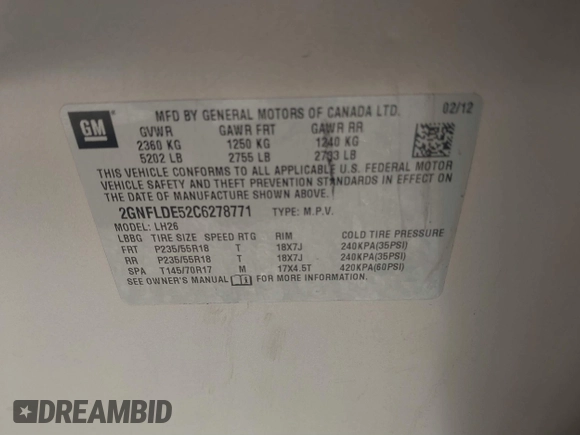 GM
MFD BY GENERAL MOTORS OF CANADA LTD. 02/12
GVWR GAWR FRT GAWR RR
2360 KG 1250 KG 1240 KG
5202 LB 2755 LB 2733 LB
THIS VEHICLE CONFORMS TO ALL APPLICABLE U.S. FEDERAL MOTOR
VEHICLE SAFETY AND THEFT PREVENTION STANDARDS IN EFFECT ON
THE DATE OF MANUFACTURE SHOWN ABOVE.
2GNFLDE52C6278771 TYPE: M.P.V.
MODEL: LH26
LBBG TIRE SIZE SPEED RTG RIM COLD TIRE PRESSURE
FRT P235/55R18 T 18X7J 240KPA(35PSI)
RR P235/55R18 T 18X7J 240KPA(35PSI)
SPA T145/70R17 M 17X4.5T 420KPA(60PSI)
SEE OWNER'S MANUAL FOR MORE INFORMATION.
DREAMBID